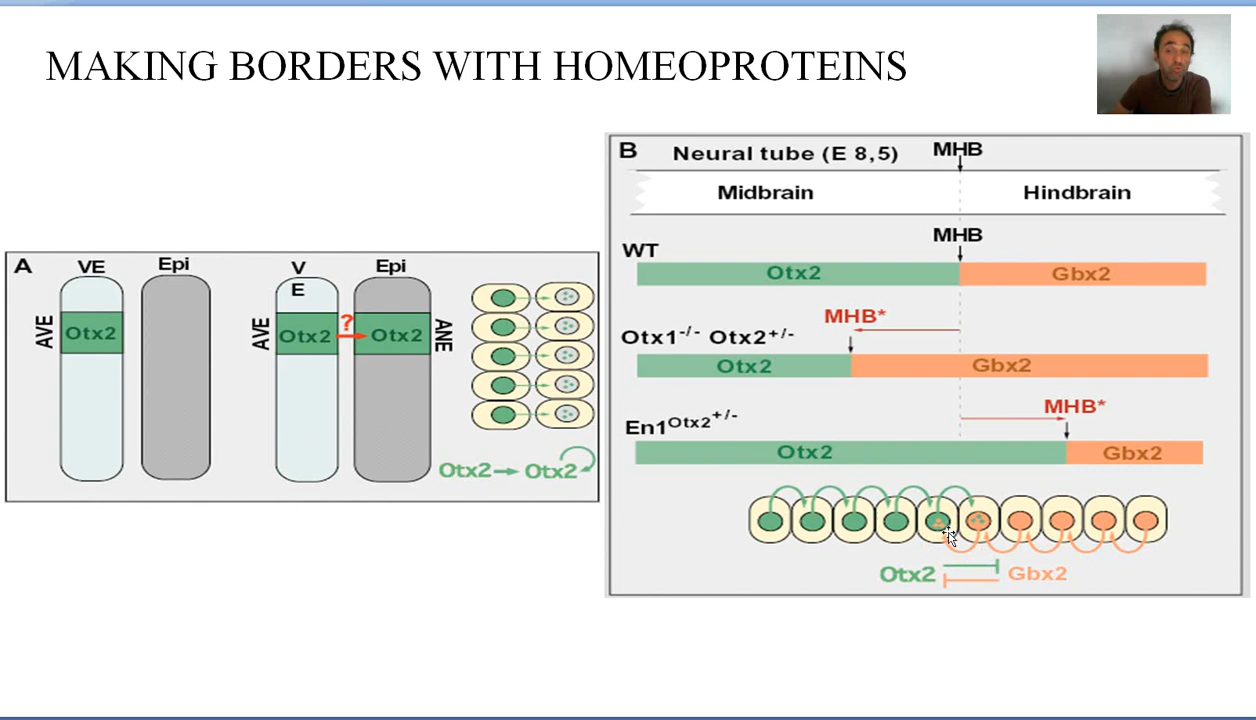 MAKING BORDERS WITH HOMEOPROTEINS
A
VE
Epi
AVE
Otx2
V
E
Epi
AVE
Otx2
?
Otx2
ANE
Otx2 → Otx2
B
Neural tube (E 8,5)
MHB
Midbrain
Hindbrain
MHB
WT
Otx2
Gbx2
MHB*
Otx1-/- Otx2+/-
Otx2
Gbx2
MHB*
En1Otx2+/-
Otx2
Gbx2
Otx2
Gbx2